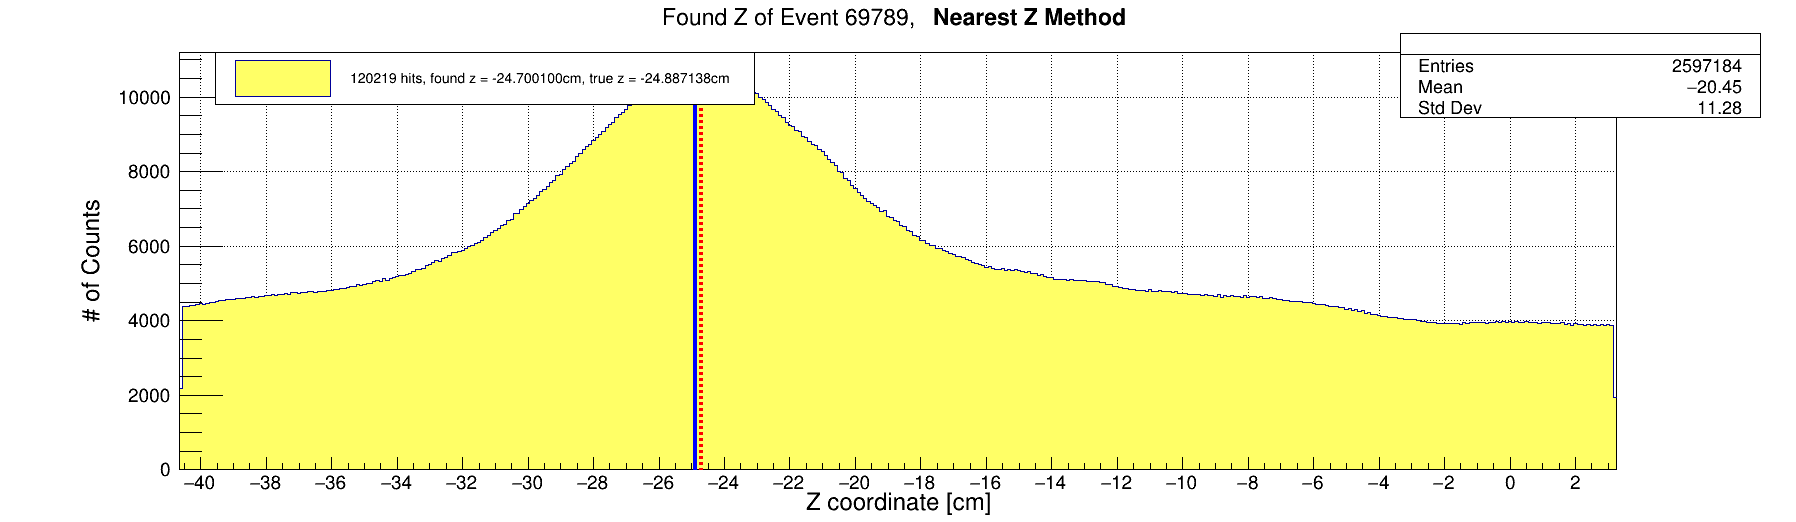 Found Z of Event 69789, Nearest Z Method
120219 hits, found z = -24.700100cm, true z = -24.887138cm
Entries 2597184
Mean −20.45
Std Dev 11.28
# of Counts
10000
8000
6000
4000
2000
0
−40 −38 −36 −34 −32 −30 −28 −26 −24 −22 −20 −18 −16 −14 −12 −10 −8 −6 −4 −2 0 2
Z coordinate [cm]